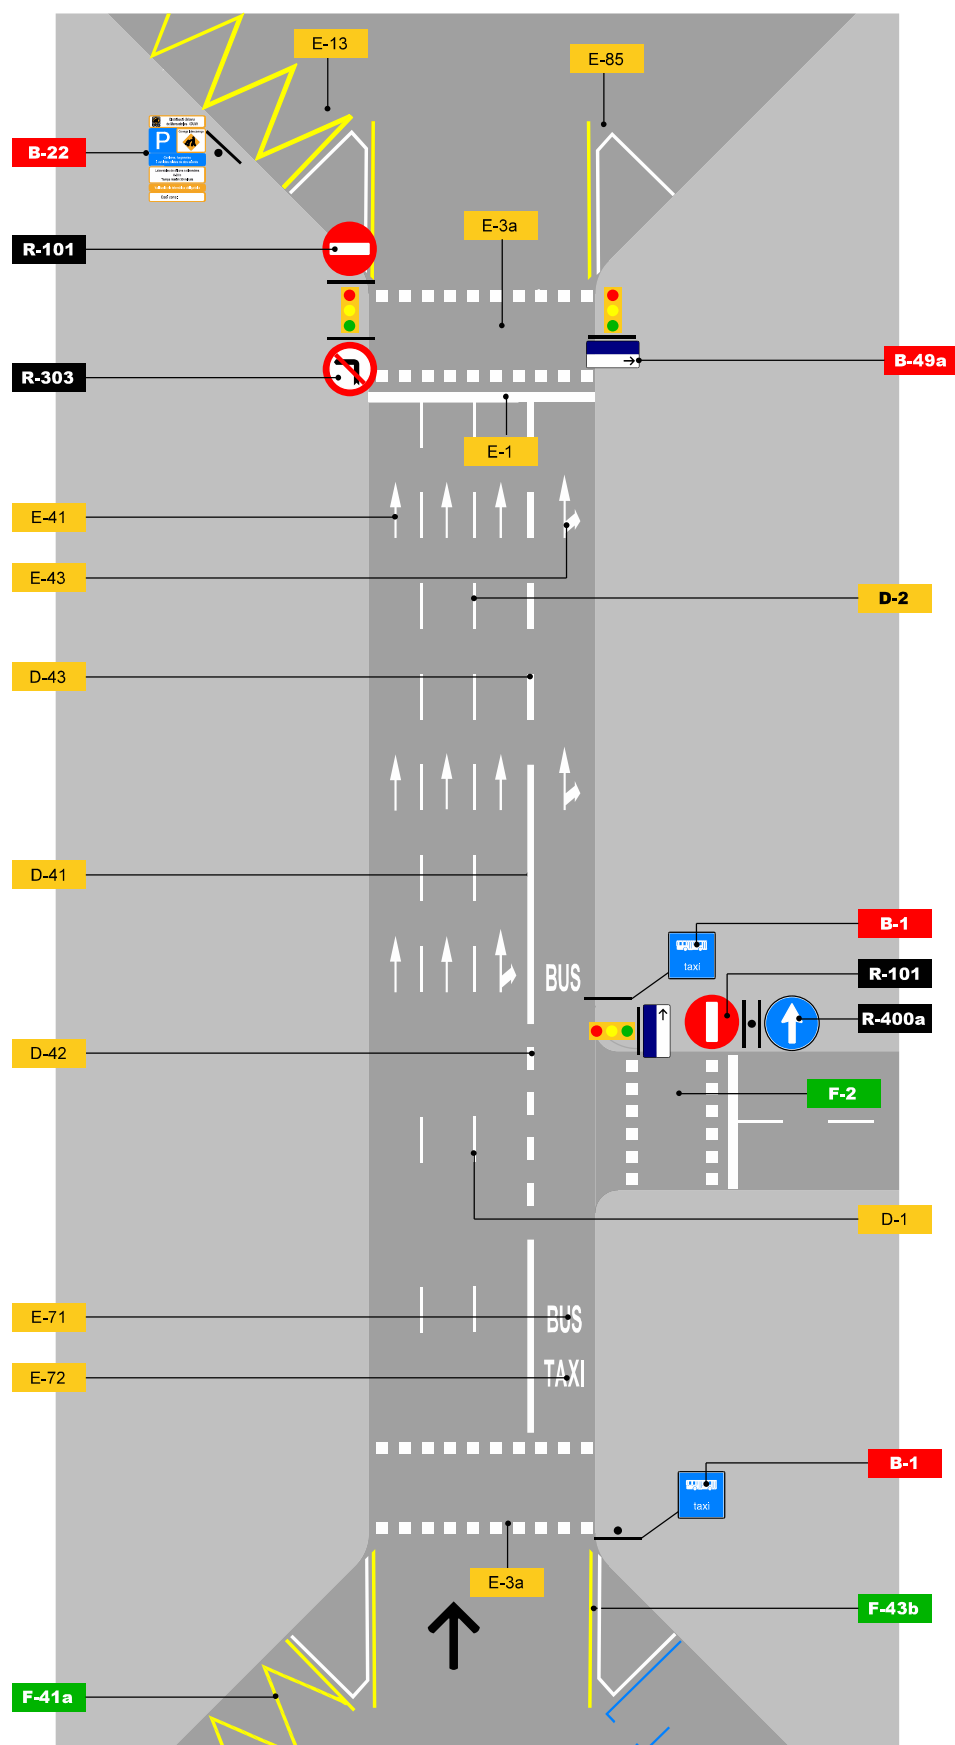 E-13
E-85
B-22
P
R-101
E-3a
R-303
B-49a
E-1
E-41
E-43
D-2
D-43
D-41
B-1
taxi
R-101
BUS
R-400a
D-42
F-2
D-1
E-71
BUS
E-72
TAXI
B-1
taxi
E-3a
F-43b
F-41a